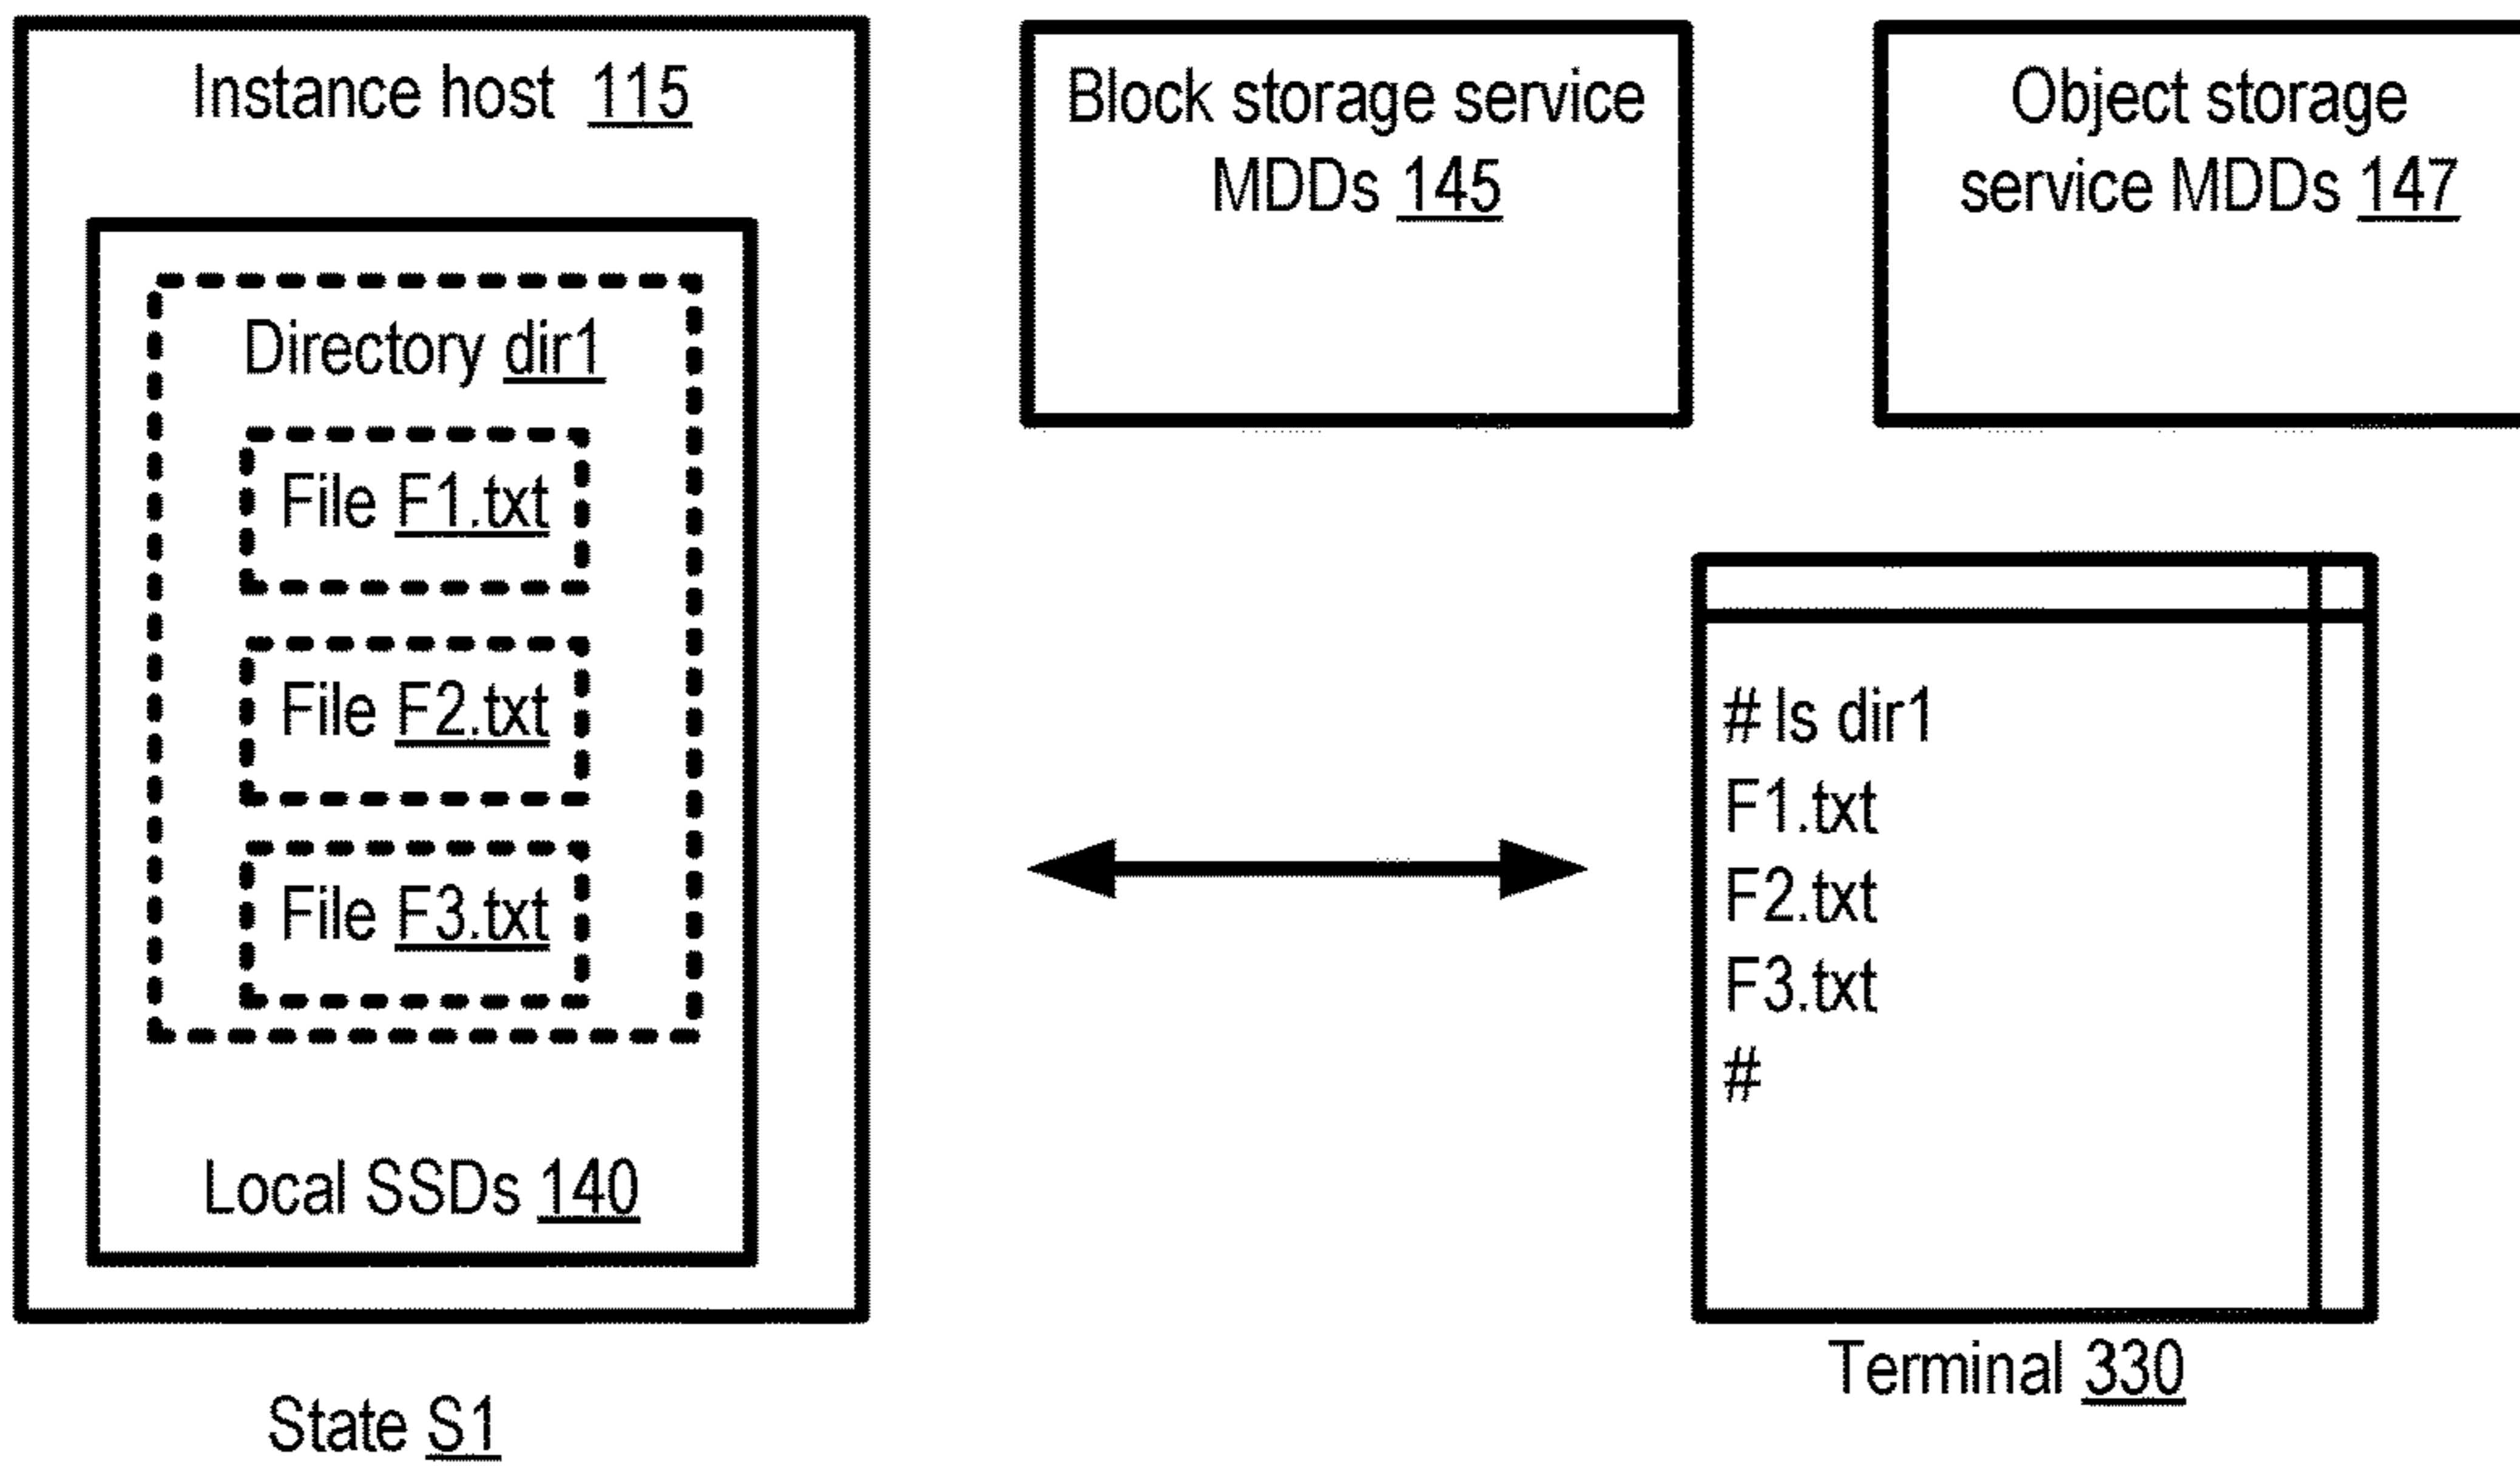 Instance host 115
Directory dir1
File F1.txt
File F2.txt
File F3.txt
Local SSDs 140
State S1
Block storage service
MDDs 145
Object storage
service MDDs 147
# ls dir1
F1.txt
F2.txt
F3.txt
#
Terminal 330